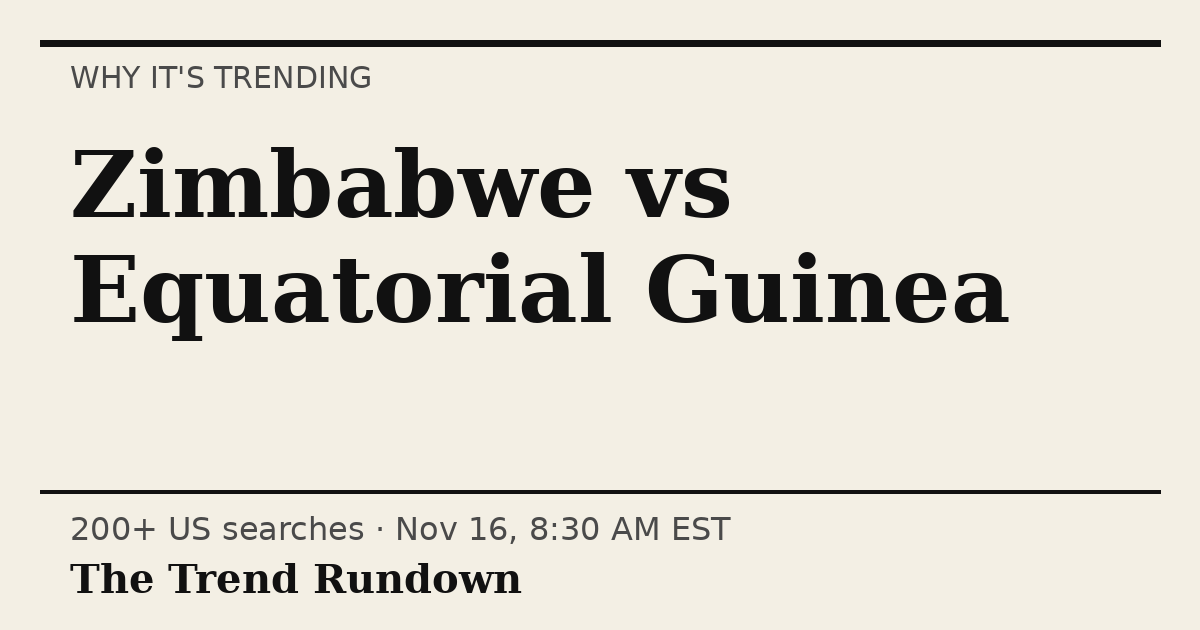 WHY IT'S TRENDING
Zimbabwe vs
Equatorial Guinea
200+ US searches · Nov 16, 8:30 AM EST
The Trend Rundown